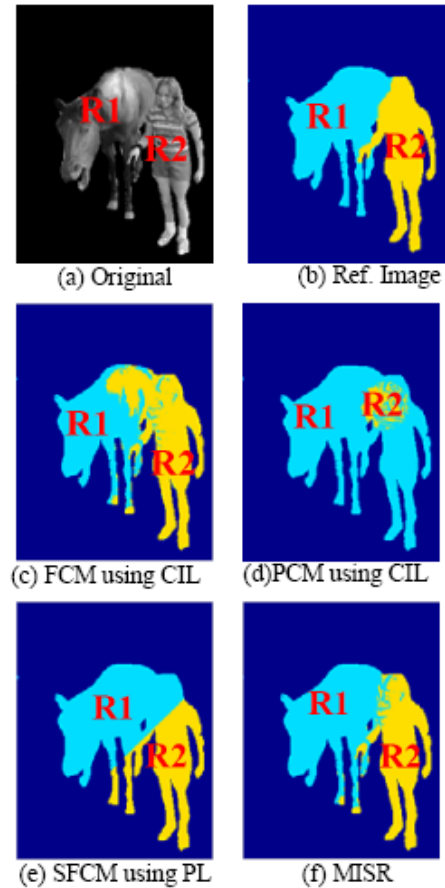 R1
R2
R1
R2
(a) Original
(b) Ref. Image
R1
R2
R1
R2
(c) FCM using CIL
(d)PCM using CIL
R1
R2
R1
R2
(e) SFCM using PL
(f) MISR